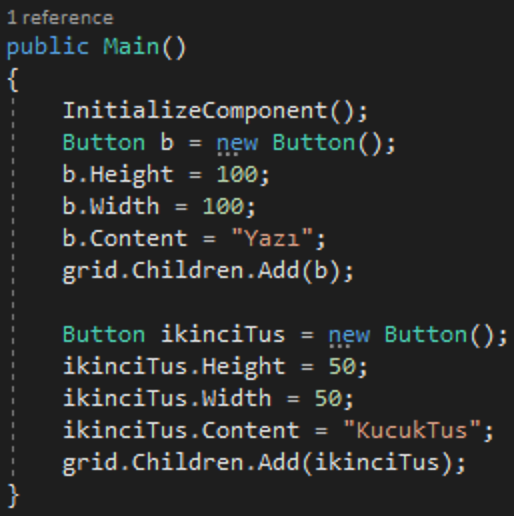 1 reference
public Main()
{
InitializeComponent();
Button b = new Button();
b.Height = 100;
b.Width = 100;
b.Content = "Yazı";
grid.Children.Add(b);
Button ikinciTus = new Button();
ikinciTus.Height = 50;
ikinciTus.Width = 50;
ikinciTus.Content = "KucukTus";
grid.Children.Add(ikinciTus);
}